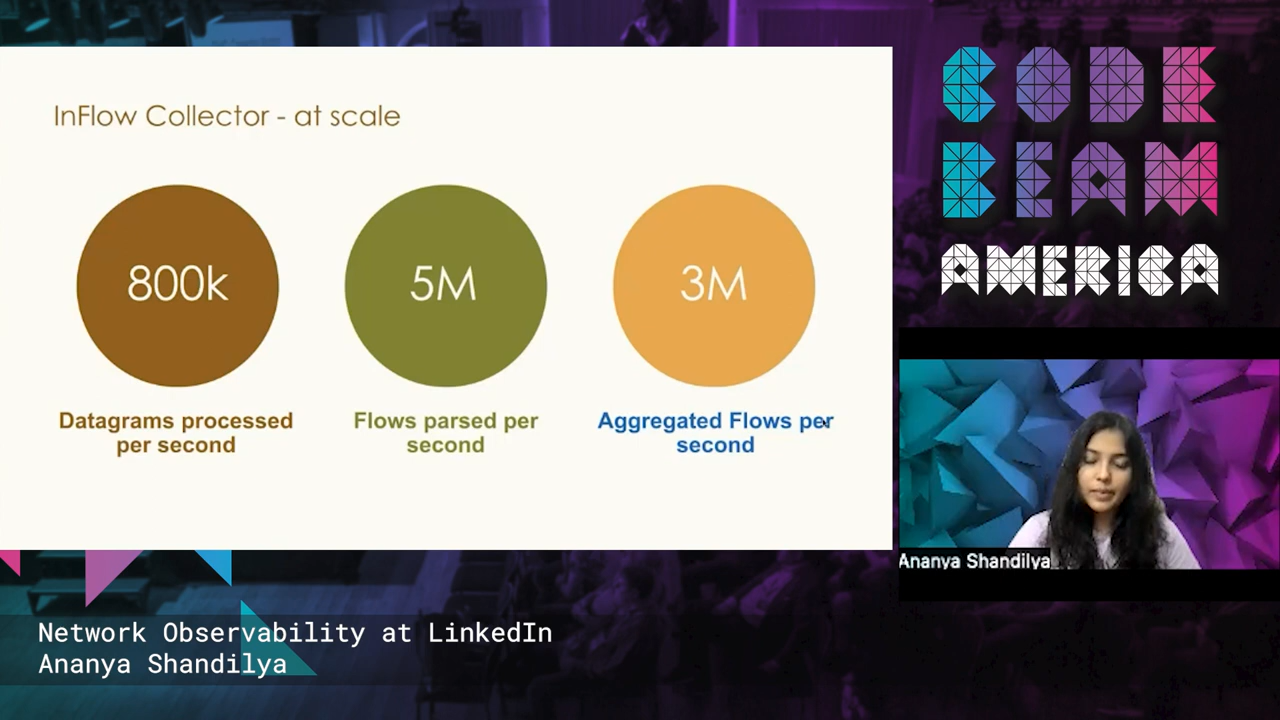 InFlow Collector - at scale
800k
5M
3M
Datagrams processed
per second
Flows parsed per
second
Aggregated Flows per
second
CODE
BEAM
AMERICA
Ananya Shandilya
Network Observability at LinkedIn
Ananya Shandilya